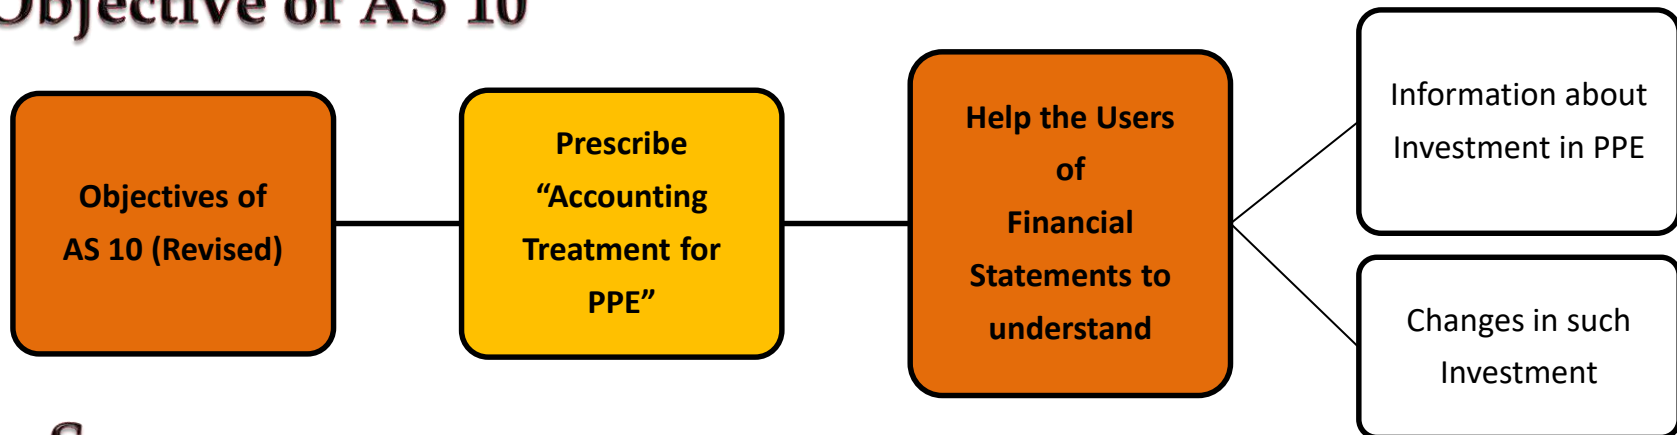 Objective of AS 10
Objectives of
AS 10 (Revised)
Prescribe
“Accounting
Treatment for
PPE”
Help the Users
of
Financial
Statements to
understand
Information about
Investment in PPE
Changes in such
Investment